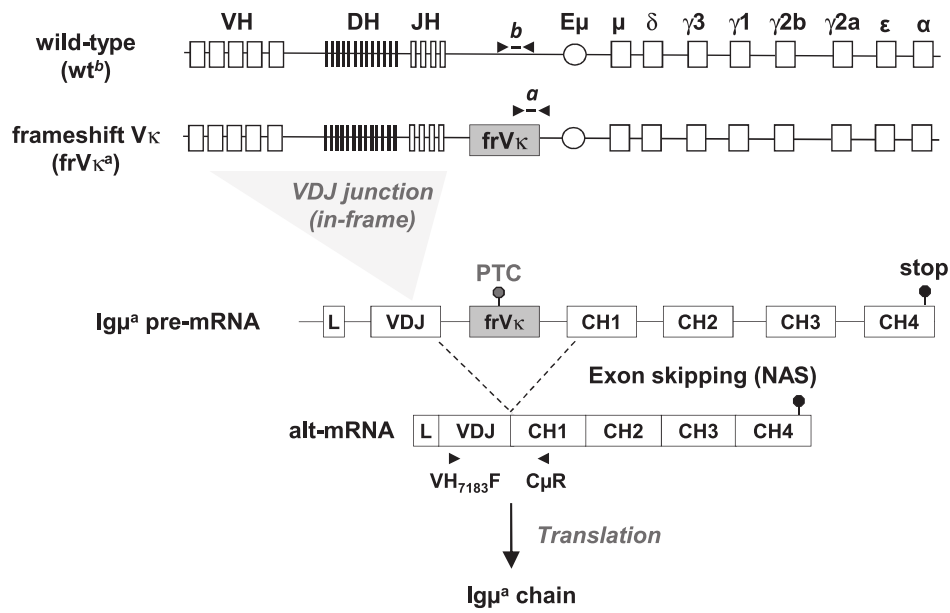 VH DH JH b Eμ μ δ γ3 γ1 γ2b γ2a ε α
wild-type
(wtᵇ)
a
frameshift Vκ
(frVκᵃ)
frVκ
VDJ junction
(in-frame)
PTC
stop
Igμᵃ pre-mRNA L VDJ frVκ CH1 CH2 CH3 CH4
Exon skipping (NAS)
alt-mRNA L VDJ CH1 CH2 CH3 CH4
VH₇₁₈₃F CμR
Translation
Igμᵃ chain